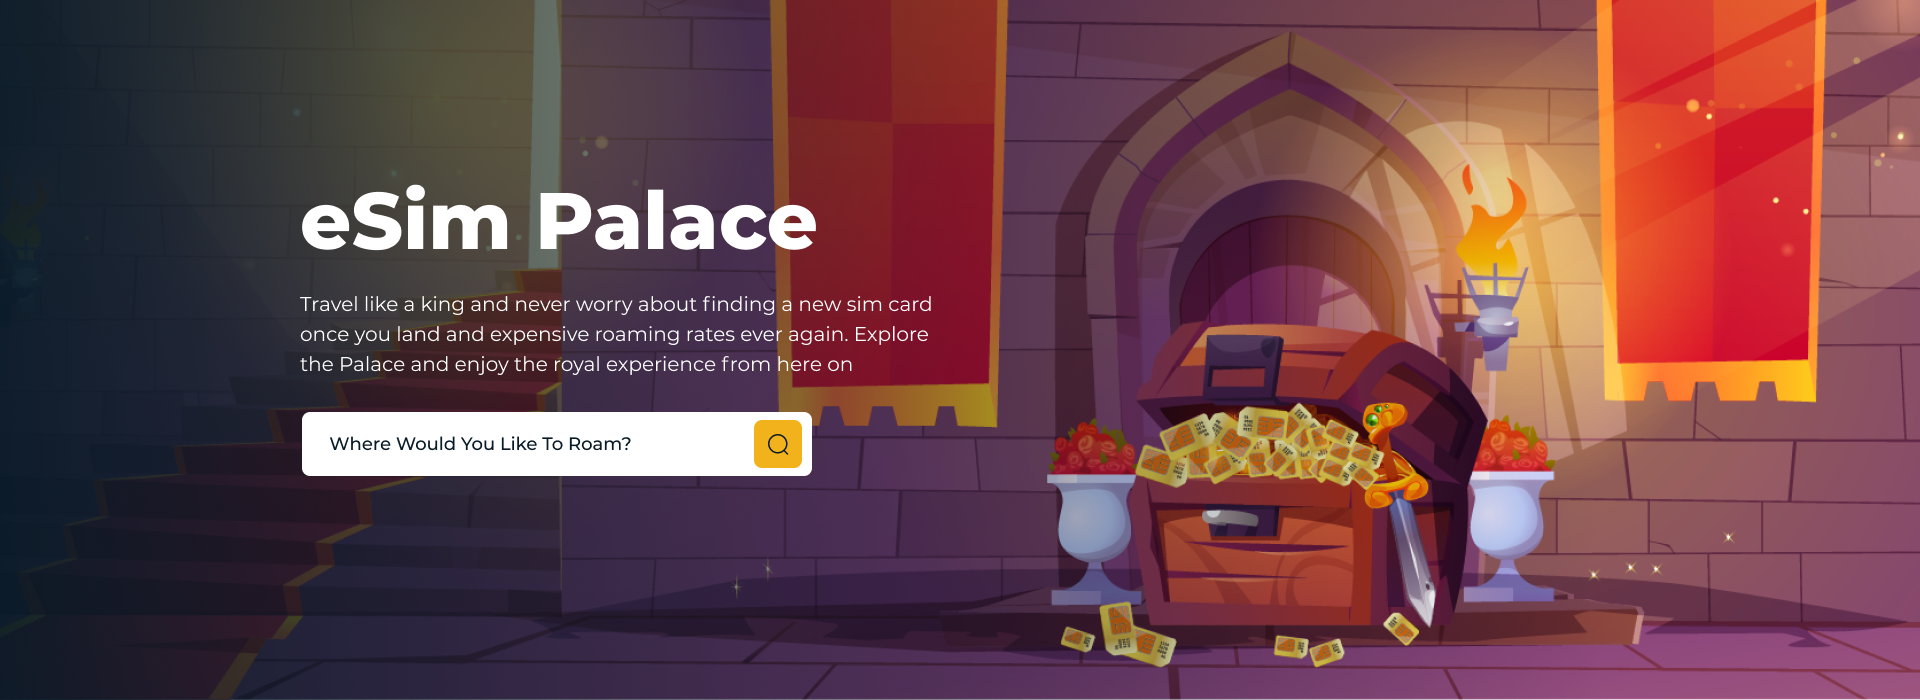 eSim Palace
Travel like a king and never worry about finding a new sim card
once you land and expensive roaming rates ever again. Explore
the Palace and enjoy the royal experience from here on
Where Would You Like To Roam?